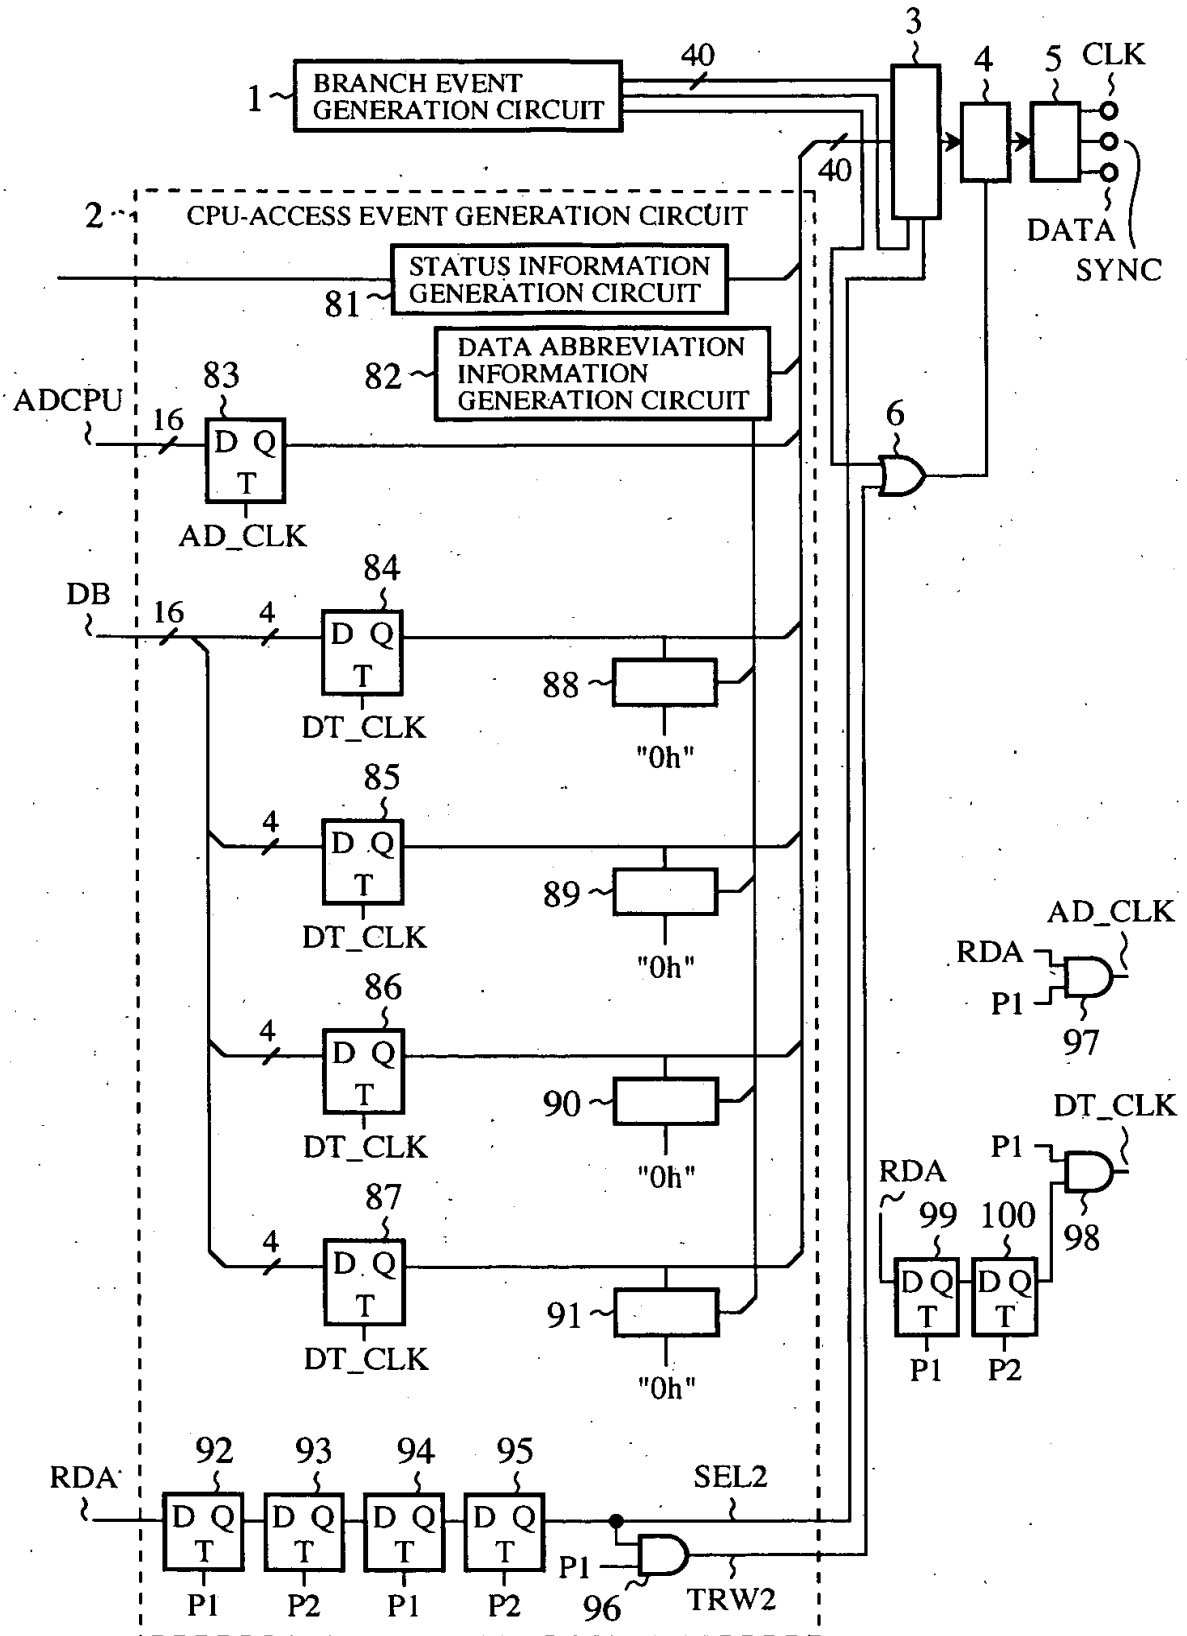 3
40
4
5
CLK
BRANCH EVENT
GENERATION CIRCUIT
1
40
DATA
SYNC
2
CPU-ACCESS EVENT GENERATION CIRCUIT
STATUS INFORMATION
GENERATION CIRCUIT
81
DATA ABBREVIATION
INFORMATION
GENERATION CIRCUIT
82
83
ADCPU
16
D Q
T
AD_CLK
6
84
DB
16
4
D Q
T
DT_CLK
88
"0h"
85
4
D Q
T
DT_CLK
89
"0h"
AD_CLK
RDA
P1
97
86
4
D Q
T
DT_CLK
90
"0h"
DT_CLK
P1
98
RDA
99
100
D Q
T
P1
D Q
T
P2
87
4
D Q
T
DT_CLK
91
"0h"
92
93
94
95
RDA
D Q
T
P1
D Q
T
P2
D Q
T
P1
D Q
T
P2
SEL2
P1
96
TRW2